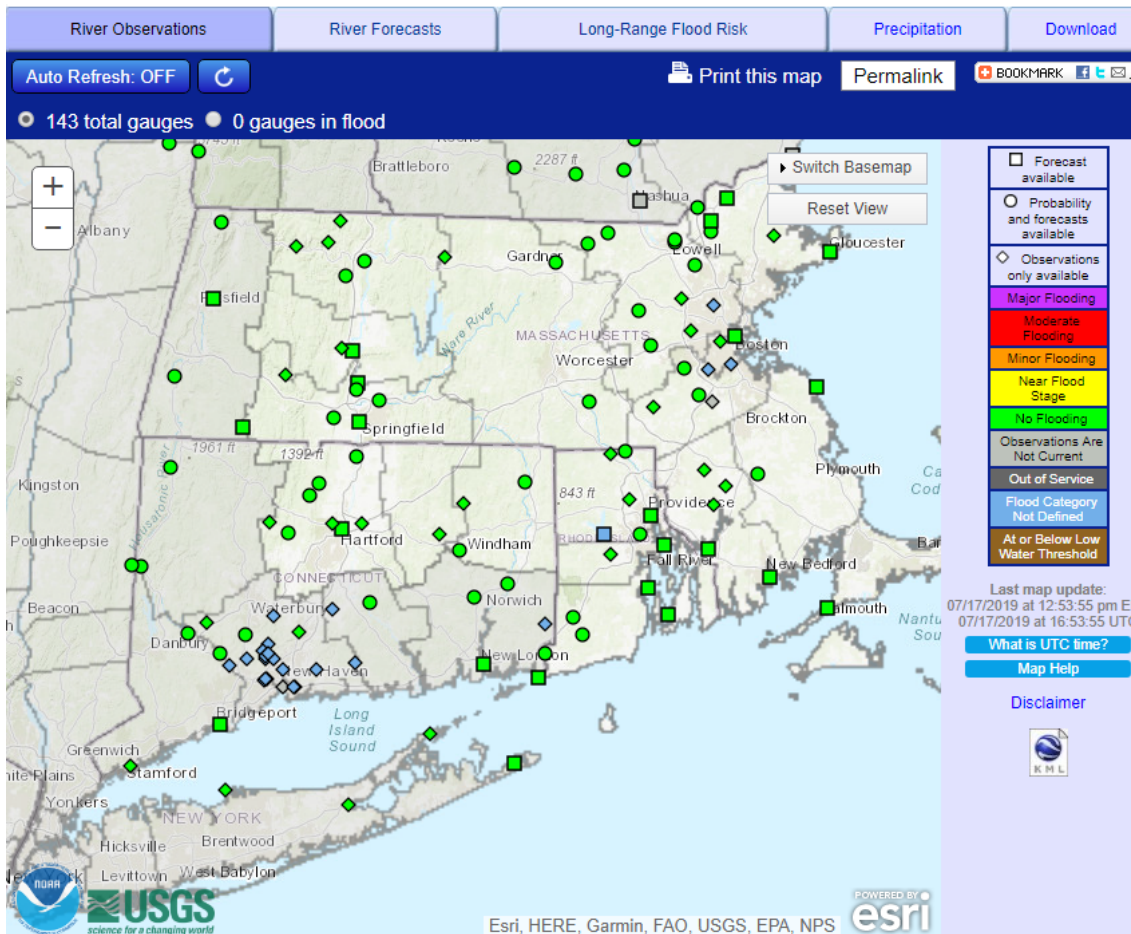 River Observations
River Forecasts
Long-Range Flood Risk
Precipitation
Download
Auto Refresh: OFF
Print this map
Permalink
BOOKMARK
143 total gauges
0 gauges in flood
+
−
Switch Basemap
Reset View
Brattleboro
2287 ft
Nashua
Albany
Gardner
Lowell
Gloucester
Pittsfield
Ware River
MASSACHUSETTS
Boston
Worcester
Brockton
Springfield
1961 ft
1392 ft
Plymouth
Kingston
Housatonic River
843 ft
Providence
Poughkeepsie
Hartford
Windham
RHODE ISLAND
Fall River
New Bedford
CONNECTICUT
Beacon
Waterbury
Norwich
Falmouth
Danbury
New London
New Haven
Bridgeport
Long
Island
Sound
Greenwich
Stamford
Yonkers
NEW YORK
Hicksville
Brentwood
Levittown
West Babylon
NOAA
USGS
science for a changing world
Esri, HERE, Garmin, FAO, USGS, EPA, NPS
POWERED BY
esri
Forecast
available
Probability
and forecasts
available
Observations
only available
Major Flooding
Moderate
Flooding
Minor Flooding
Near Flood
Stage
No Flooding
Observations Are
Not Current
Out of Service
Flood Category
Not Defined
At or Below Low
Water Threshold
Last map update:
07/17/2019 at 12:53:55 pm E
07/17/2019 at 16:53:55 UTC
What is UTC time?
Map Help
Disclaimer
KML